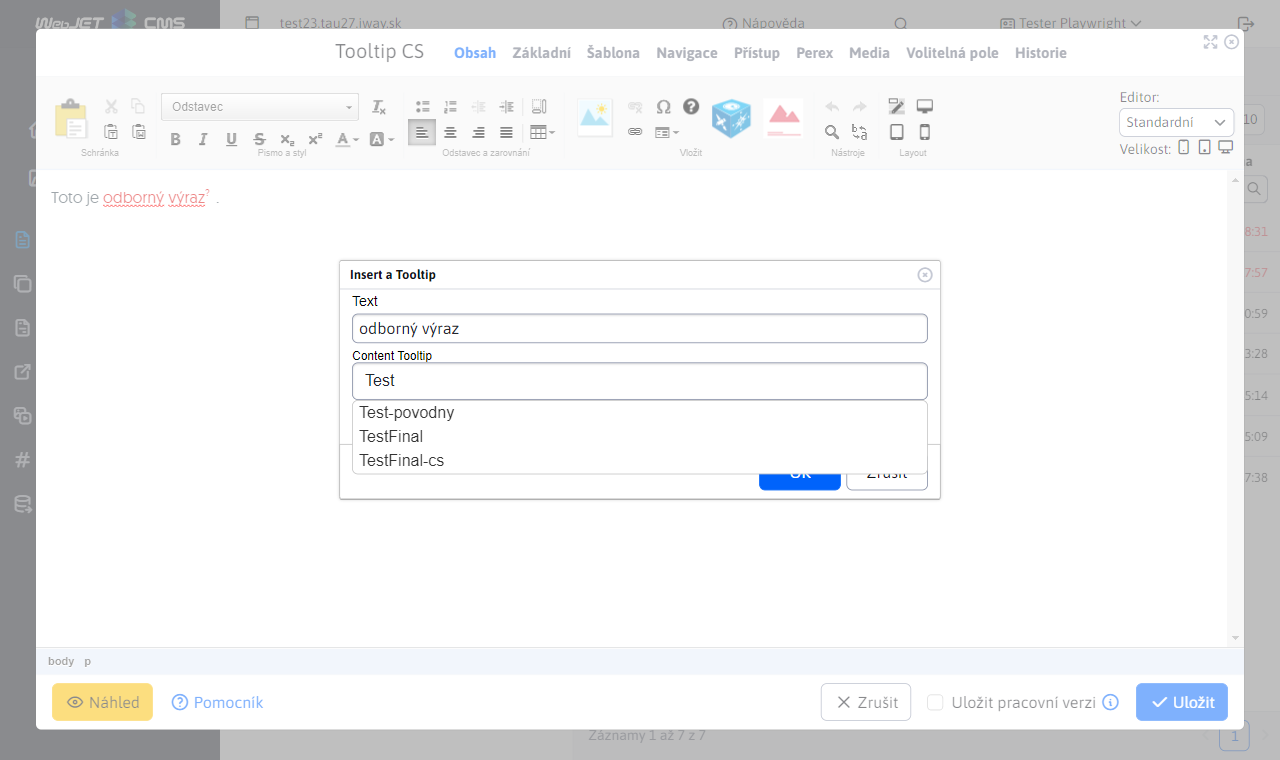 WebJET CMS
test23.tau27.iway.sk
Nápověda
Tester Playwright
Tooltip CS
Obsah
Základní
Šablona
Navigace
Přístup
Perex
Media
Volitelná pole
Historie
Odstavec
Schránka
Písmo a styl
Odstavec a zarovnání
Vložit
Nástroje
Layout
Editor:
Standardní
Velikost:
10
a
Toto je odborný výraz? .
8:31
7:57
0:59
3:28
5:14
5:09
7:38
Insert a Tooltip
Text
odborný výraz
Content Tooltip
Test
Test-povodny
TestFinal
TestFinal-cs
OK
Zrušit
body p
Náhled
Pomocník
Zrušit
Uložit pracovní verzi
Uložit
Záznamy 1 až 7 z 7
1